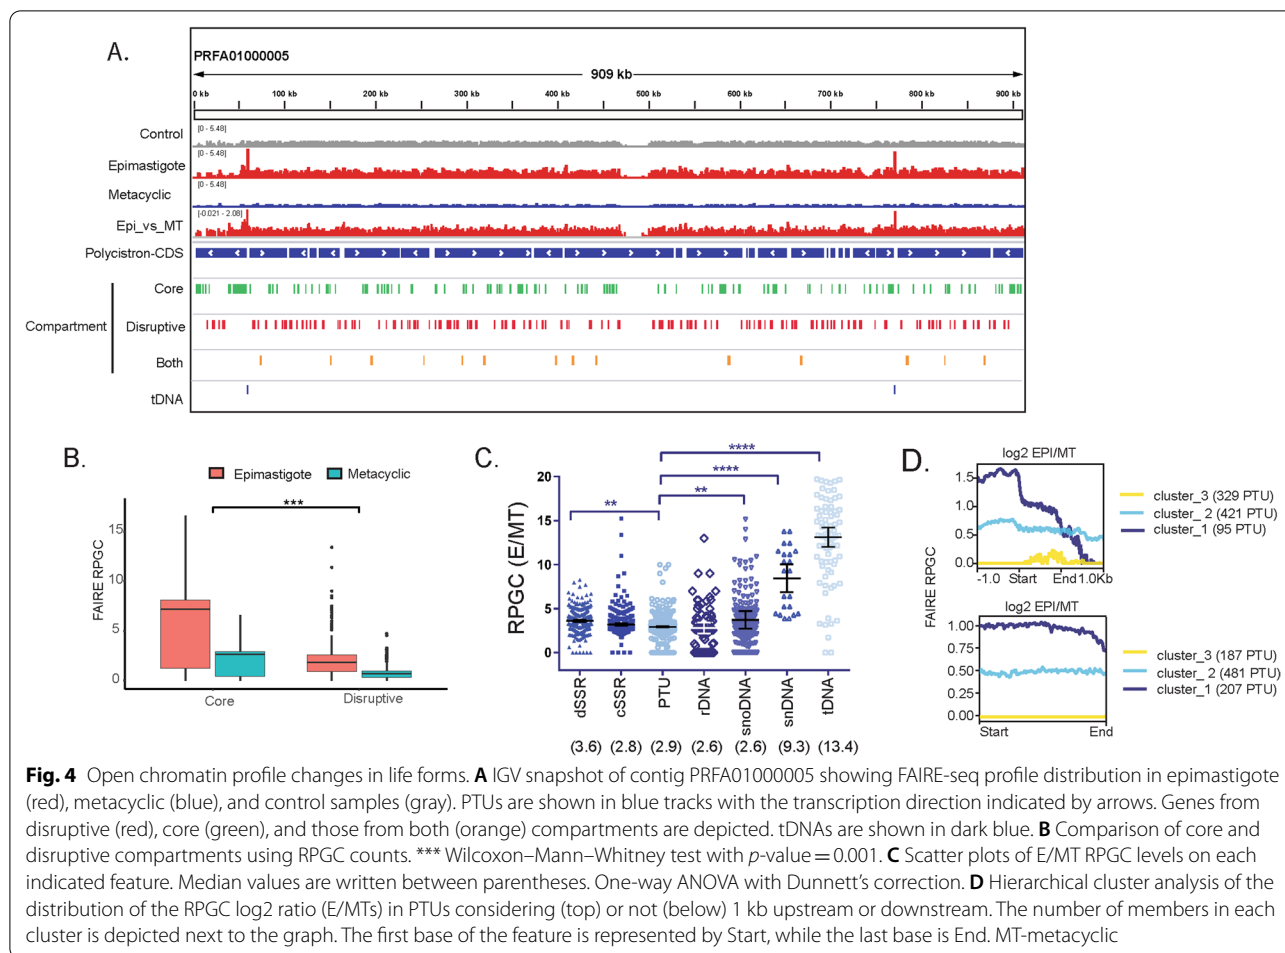 A.
PRFA01000005
909 kb
0 kb 100 kb 200 kb 300 kb 400 kb 500 kb 600 kb 700 kb 800 kb 900 kb
Control
[0 - 5.48]
Epimastigote
[0 - 5.48]
Metacyclic
[0 - 5.48]
Epi_vs_MT
[-0.021 - 2.08]
Polycistron-CDS
Compartment
Core
Disruptive
Both
tDNA
B.
Epimastigote Metacyclic
***
FAIRE RPGC
15
10
5
0
Core Disruptive
C.
****
****
** **
RPGC (E/MT)
20
15
10
5
0
dSSR cSSR PTU rDNA snoDNA snDNA tDNA
(3.6) (2.8) (2.9) (2.6) (2.6) (9.3) (13.4)
D.
log2 EPI/MT
1.5
1.0
0.5
0.0
-1.0 Start End 1.0Kb
cluster_3 (329 PTU)
cluster_ 2 (421 PTU)
cluster_1 (95 PTU)
FAIRE RPGC
log2 EPI/MT
1.00
0.75
0.50
0.25
0.00
Start End
cluster_3 (187 PTU)
cluster_ 2 (481 PTU)
cluster_1 (207 PTU)
Fig. 4 Open chromatin profile changes in life forms. A IGV snapshot of contig PRFA01000005 showing FAIRE-seq profile distribution in epimastigote
(red), metacyclic (blue), and control samples (gray). PTUs are shown in blue tracks with the transcription direction indicated by arrows. Genes from
disruptive (red), core (green), and those from both (orange) compartments are depicted. tDNAs are shown in dark blue. B Comparison of core and
disruptive compartments using RPGC counts. *** Wilcoxon–Mann–Whitney test with p-value = 0.001. C Scatter plots of E/MT RPGC levels on each
indicated feature. Median values are written between parentheses. One-way ANOVA with Dunnett's correction. D Hierarchical cluster analysis of the
distribution of the RPGC log2 ratio (E/MTs) in PTUs considering (top) or not (below) 1 kb upstream or downstream. The number of members in each
cluster is depicted next to the graph. The first base of the feature is represented by Start, while the last base is End. MT-metacyclic